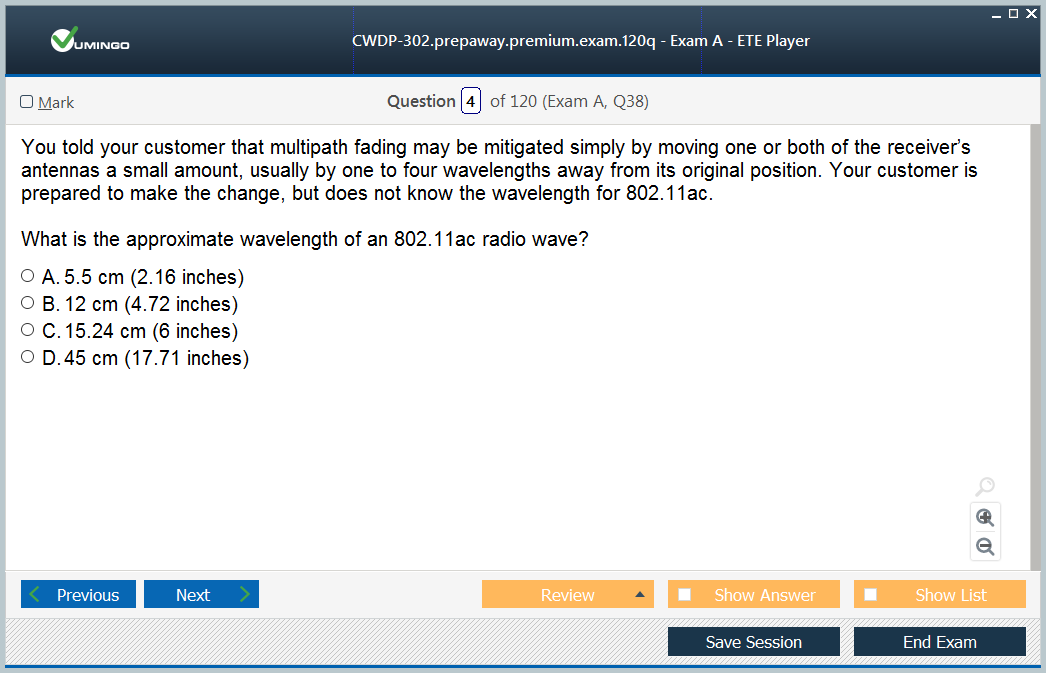 VUMINGO
CWDP-302.prepaway.premium.exam.120q - Exam A - ETE Player
Mark
Question 4 of 120 (Exam A, Q38)
You told your customer that multipath fading may be mitigated simply by moving one or both of the receiver’s
antennas a small amount, usually by one to four wavelengths away from its original position. Your customer is
prepared to make the change, but does not know the wavelength for 802.11ac.
What is the approximate wavelength of an 802.11ac radio wave?
A. 5.5 cm (2.16 inches)
B. 12 cm (4.72 inches)
C. 15.24 cm (6 inches)
D. 45 cm (17.71 inches)
Previous
Next
Review
Show Answer
Show List
Save Session
End Exam